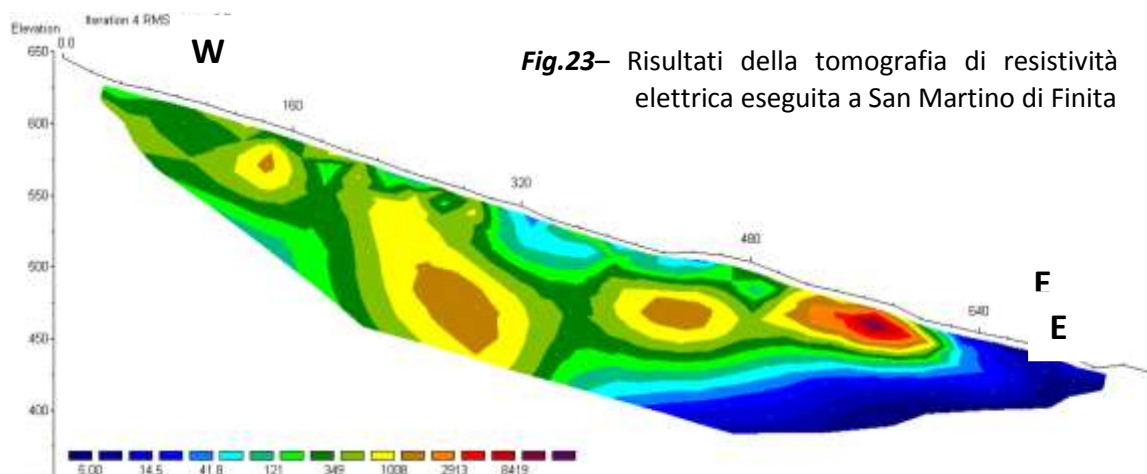 Iteration 4 RMS
Elevation
0.0
W
Fig.23– Risultati della tomografia di resistività
elettrica eseguita a San Martino di Finita
650
160
600
550
320
500
480
E
450
640
400
5.00 14.5 41.8 121 349 1008 2913 8419